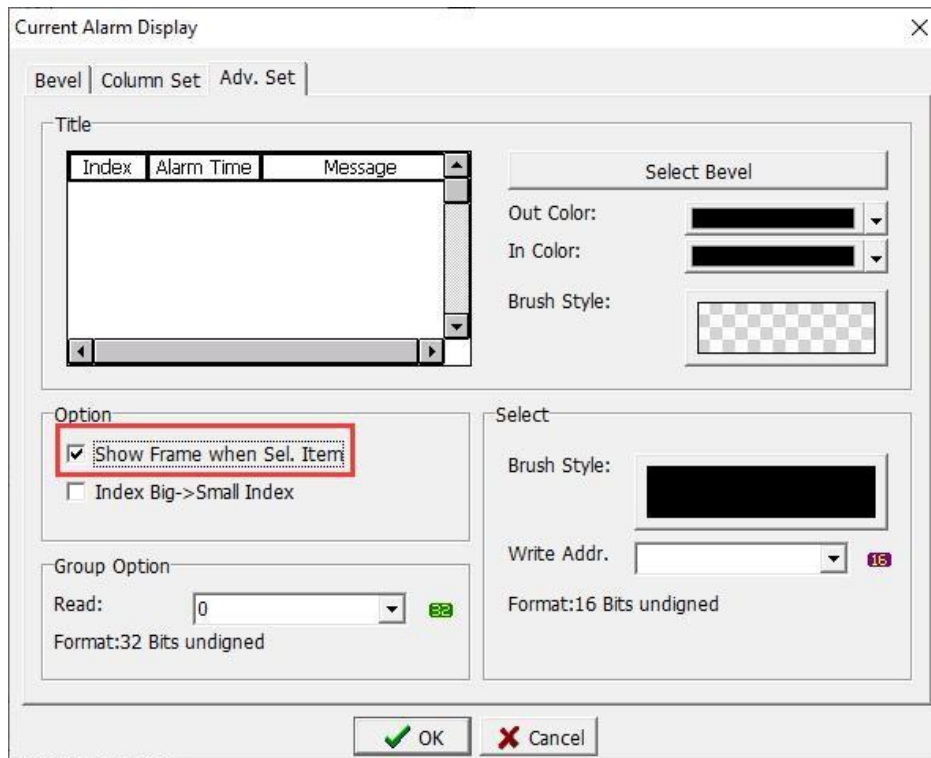 Current Alarm Display
Bevel Column Set Adv. Set
Title
Index Alarm Time Message
Select Bevel
Out Color:
In Color:
Brush Style:
Option
Show Frame when Sel. Item
Index Big->Small Index
Group Option
Read: 0 32
Format:32 Bits undigned
Select
Brush Style:
Write Addr. 16
Format:16 Bits undigned
OK Cancel